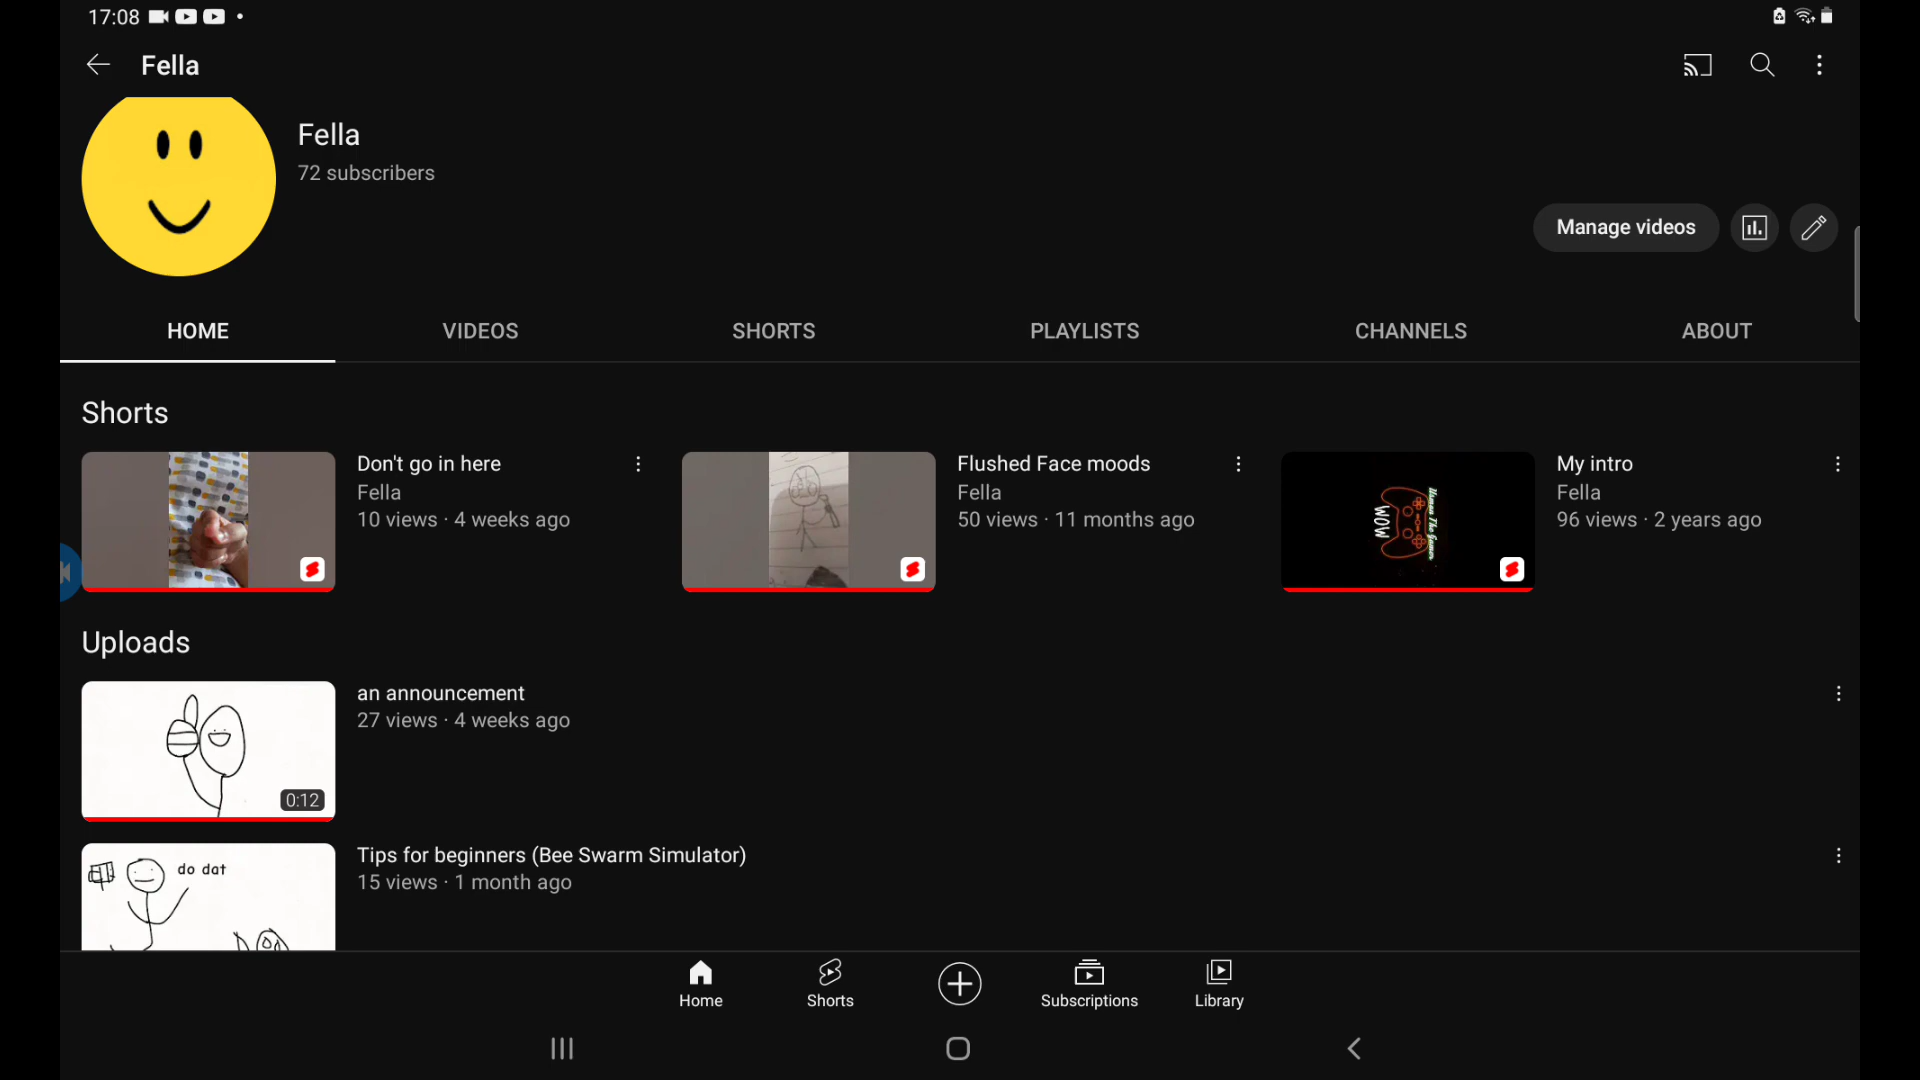 17:08
Fella
Fella
72 subscribers
Manage videos
HOME
VIDEOS
SHORTS
PLAYLISTS
CHANNELS
ABOUT
Shorts
Don't go in here
Fella
10 views · 4 weeks ago
Flushed Face moods
Fella
50 views · 11 months ago
WOW
Human The Gamer
My intro
Fella
96 views · 2 years ago
Uploads
0:12
an announcement
27 views · 4 weeks ago
do dat
Tips for beginners (Bee Swarm Simulator)
15 views · 1 month ago
Home
Shorts
Subscriptions
Library